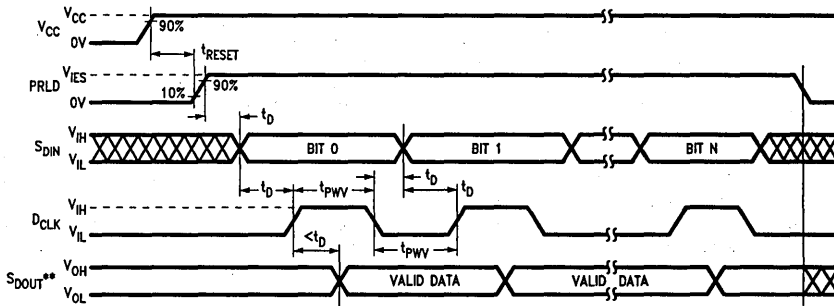 VCC
VCC
0V
90%
tRESET
PRLD
VIES
0V
10%
90%
tD
SDIN
VIH
VIL
BIT 0
BIT 1
BIT N
tD
tPWV
tD
tD
DCLK
VIH
VIL
<tD
tPWV
SDOUT**
VOH
VOL
VALID DATA
VALID DATA